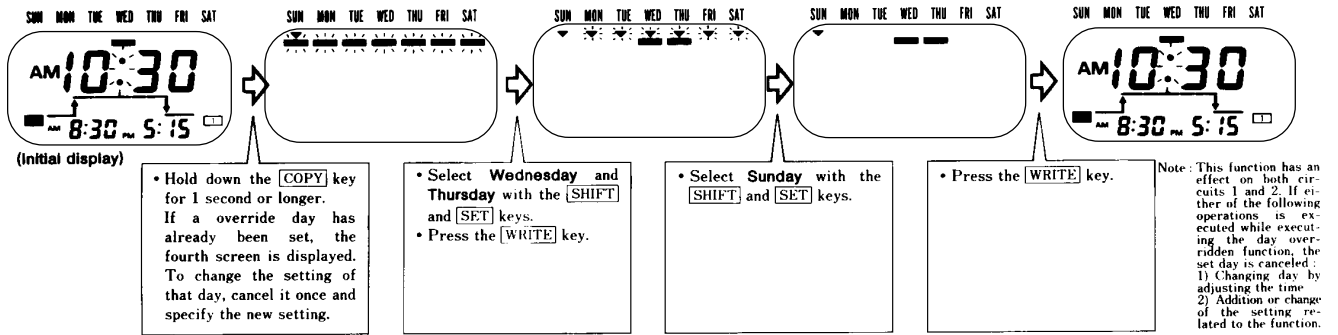 SUN MON TUE WED THU FRI SAT
SUN MON TUE WED THU FRI SAT
SUN MON TUE WED THU FRI SAT
SUN MON TUE WED THU FRI SAT
SUN MON TUE WED THU FRI SAT
AM 10:30
AM 8:30 PM 5:15 1
(Initial display)
AM 10:30
AM 8:30 PM 5:15 1
• Hold down the COPY key
for 1 second or longer.
If a override day has
already been set, the
fourth screen is displayed.
To change the setting of
that day, cancel it once and
specify the new setting.
• Select Wednesday and
Thursday with the SHIFT
and SET keys.
• Press the WRITE key.
• Select Sunday with the
SHIFT and SET keys.
• Press the WRITE key.
Note : This function has an
effect on both cir-
cuits 1 and 2. If ei-
ther of the following
operations is ex-
ecuted while execut-
ing the day over-
ridden function, the
set day is canceled :
1) Changing day by
adjusting the time
2) Addition or change
of the setting re-
lated to the function.